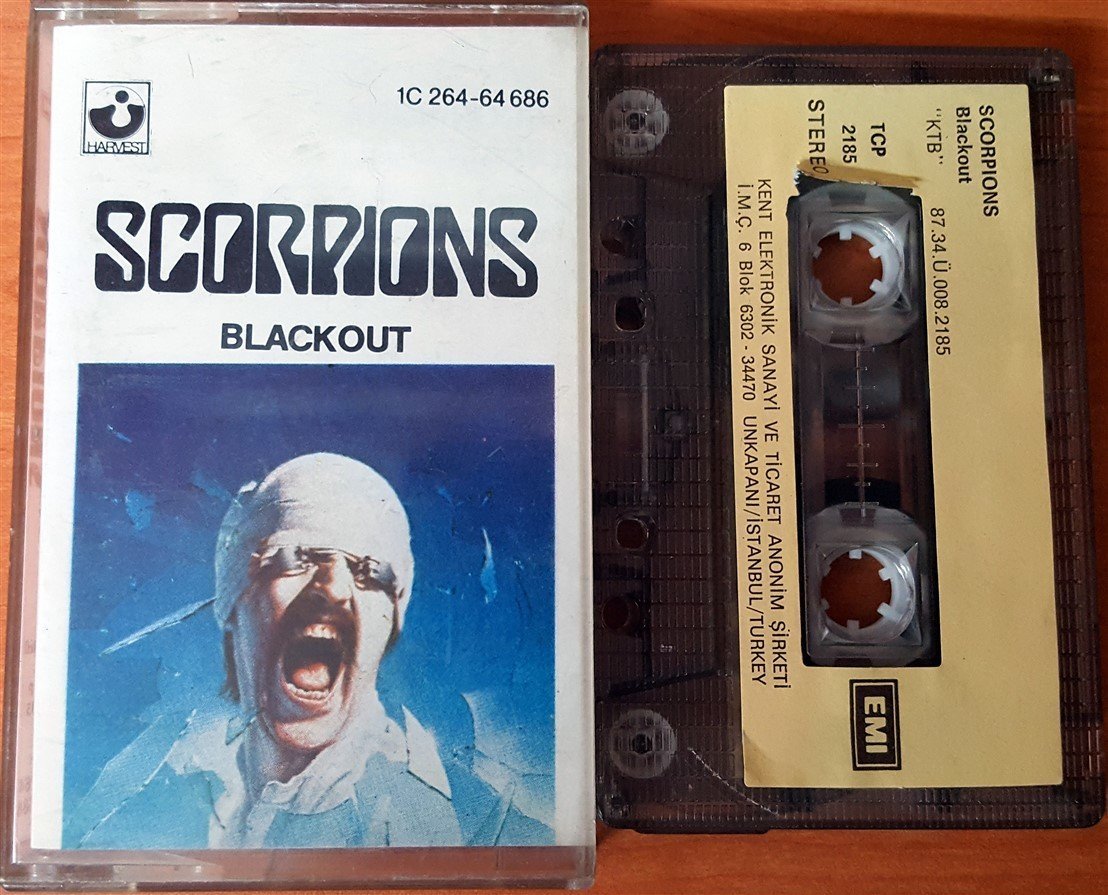 HARVEST
1C 264-64 686
SCORPIONS
BLACKOUT
SCORPIONS
Blackout
"KTB"
87.34.Ü.008.2185
TCP
2185
STEREO
KENT ELEKTRONİK SANAYİ VE TİCARET ANONİM ŞİRKETİ
İ.M.Ç. 6 Blok 6302 - 34470 UNKAPANI/İSTANBUL/TURKEY
EMI